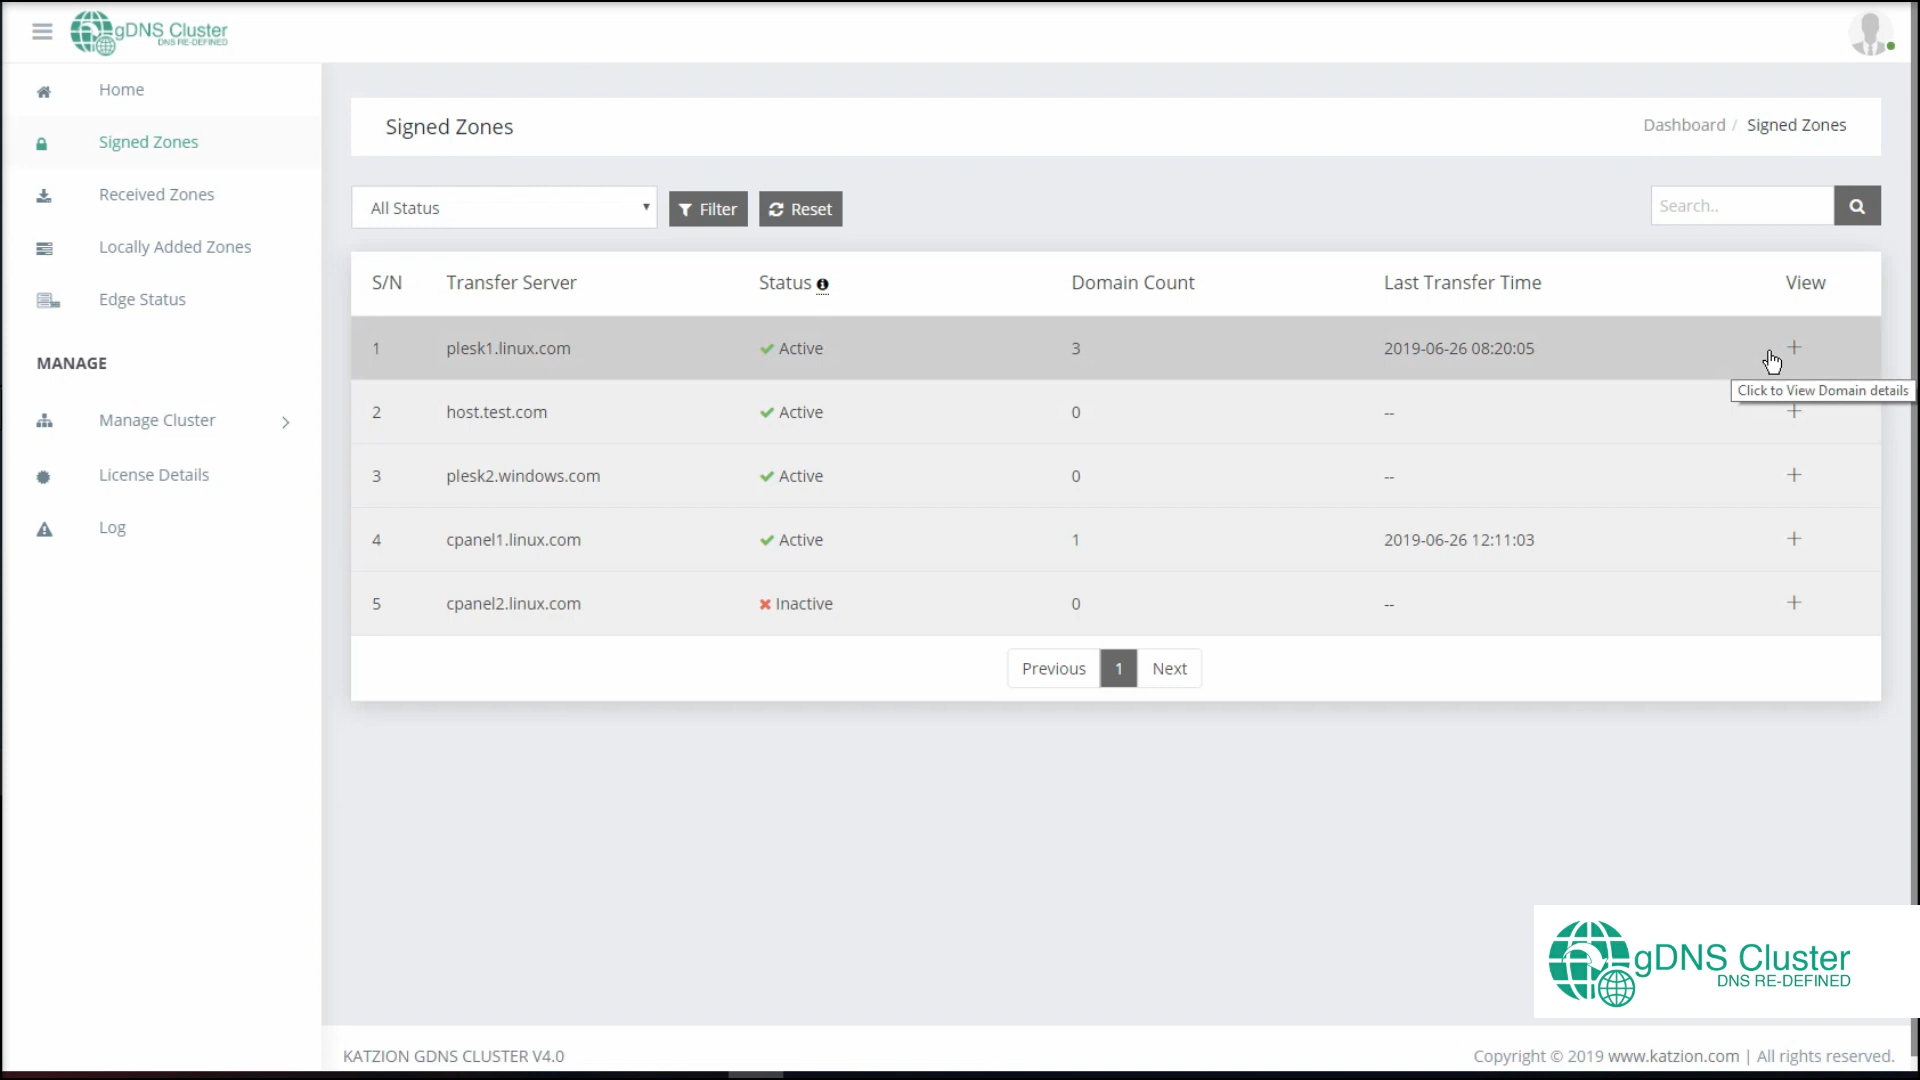 gDNS Cluster
DNS RE-DEFINED
Home
Signed Zones
Received Zones
Locally Added Zones
Edge Status
MANAGE
Manage Cluster
License Details
Log
Signed Zones
Dashboard / Signed Zones
All Status
Filter
Reset
Search..
S/N Transfer Server Status Domain Count Last Transfer Time View
1 plesk1.linux.com Active 3 2019-06-26 08:20:05 +
Click to View Domain details
2 host.test.com Active 0 -- +
3 plesk2.windows.com Active 0 -- +
4 cpanel1.linux.com Active 1 2019-06-26 12:11:03 +
5 cpanel2.linux.com Inactive 0 -- +
Previous 1 Next
gDNS Cluster
DNS RE-DEFINED
KATZION GDNS CLUSTER V4.0
Copyright © 2019 www.katzion.com | All rights reserved.